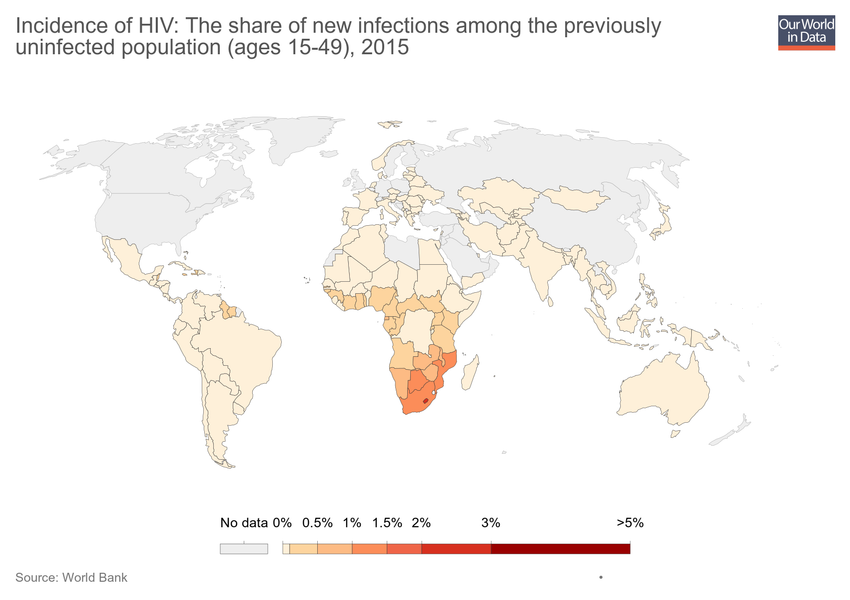 Incidence of HIV: The share of new infections among the previously
uninfected population (ages 15-49), 2015
Our World
in Data
No data 0% 0.5% 1% 1.5% 2% 3% >5%
Source: World Bank